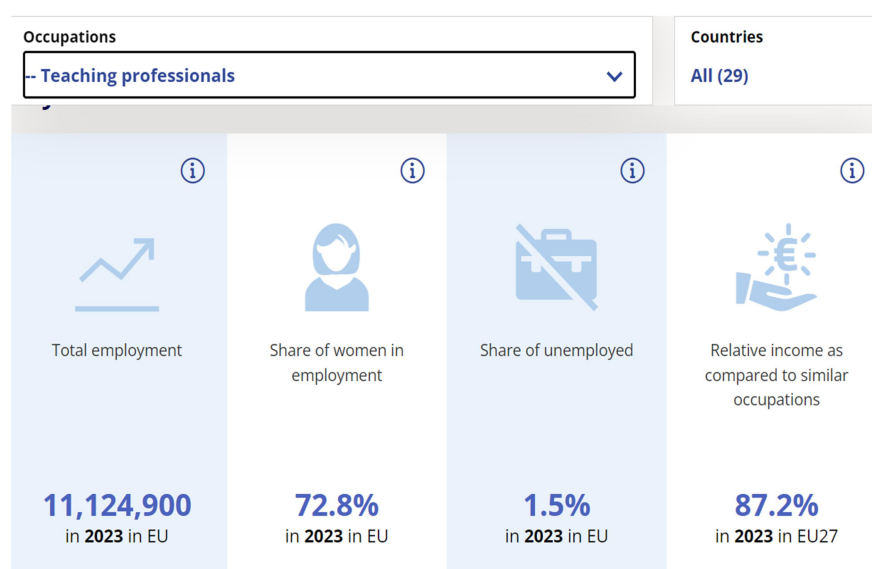 Occupations
Countries
-- Teaching professionals
All (29)
i
i
i
i
Total employment
Share of women in
employment
Share of unemployed
Relative income as
compared to similar
occupations
11,124,900
in 2023 in EU
72.8%
in 2023 in EU
1.5%
in 2023 in EU
87.2%
in 2023 in EU27